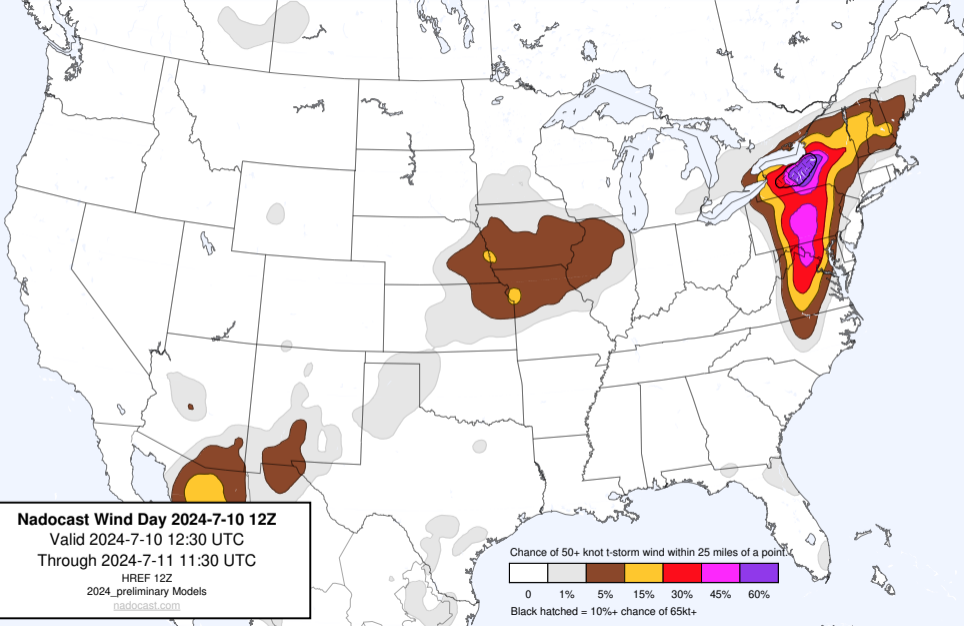 Nadocast Wind Day 2024-7-10 12Z
Valid 2024-7-10 12:30 UTC
Through 2024-7-11 11:30 UTC
HREF 12Z
2024_preliminary Models
nadocast.com
Chance of 50+ knot t-storm wind within 25 miles of a point.
0 1% 5% 15% 30% 45% 60%
Black hatched = 10%+ chance of 65kt+